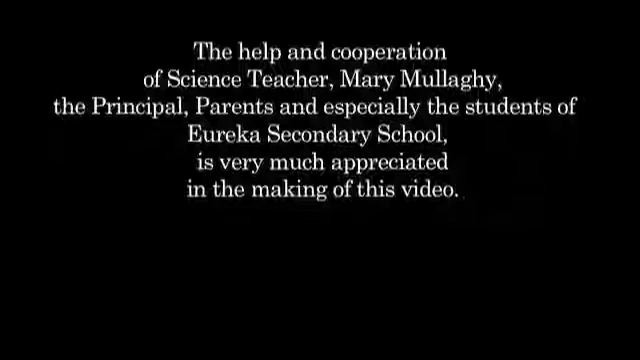 The help and cooperation
of Science Teacher, Mary Mullaghy,
the Principal, Parents and especially the students of
Eureka Secondary School,
is very much appreciated
in the making of this video.